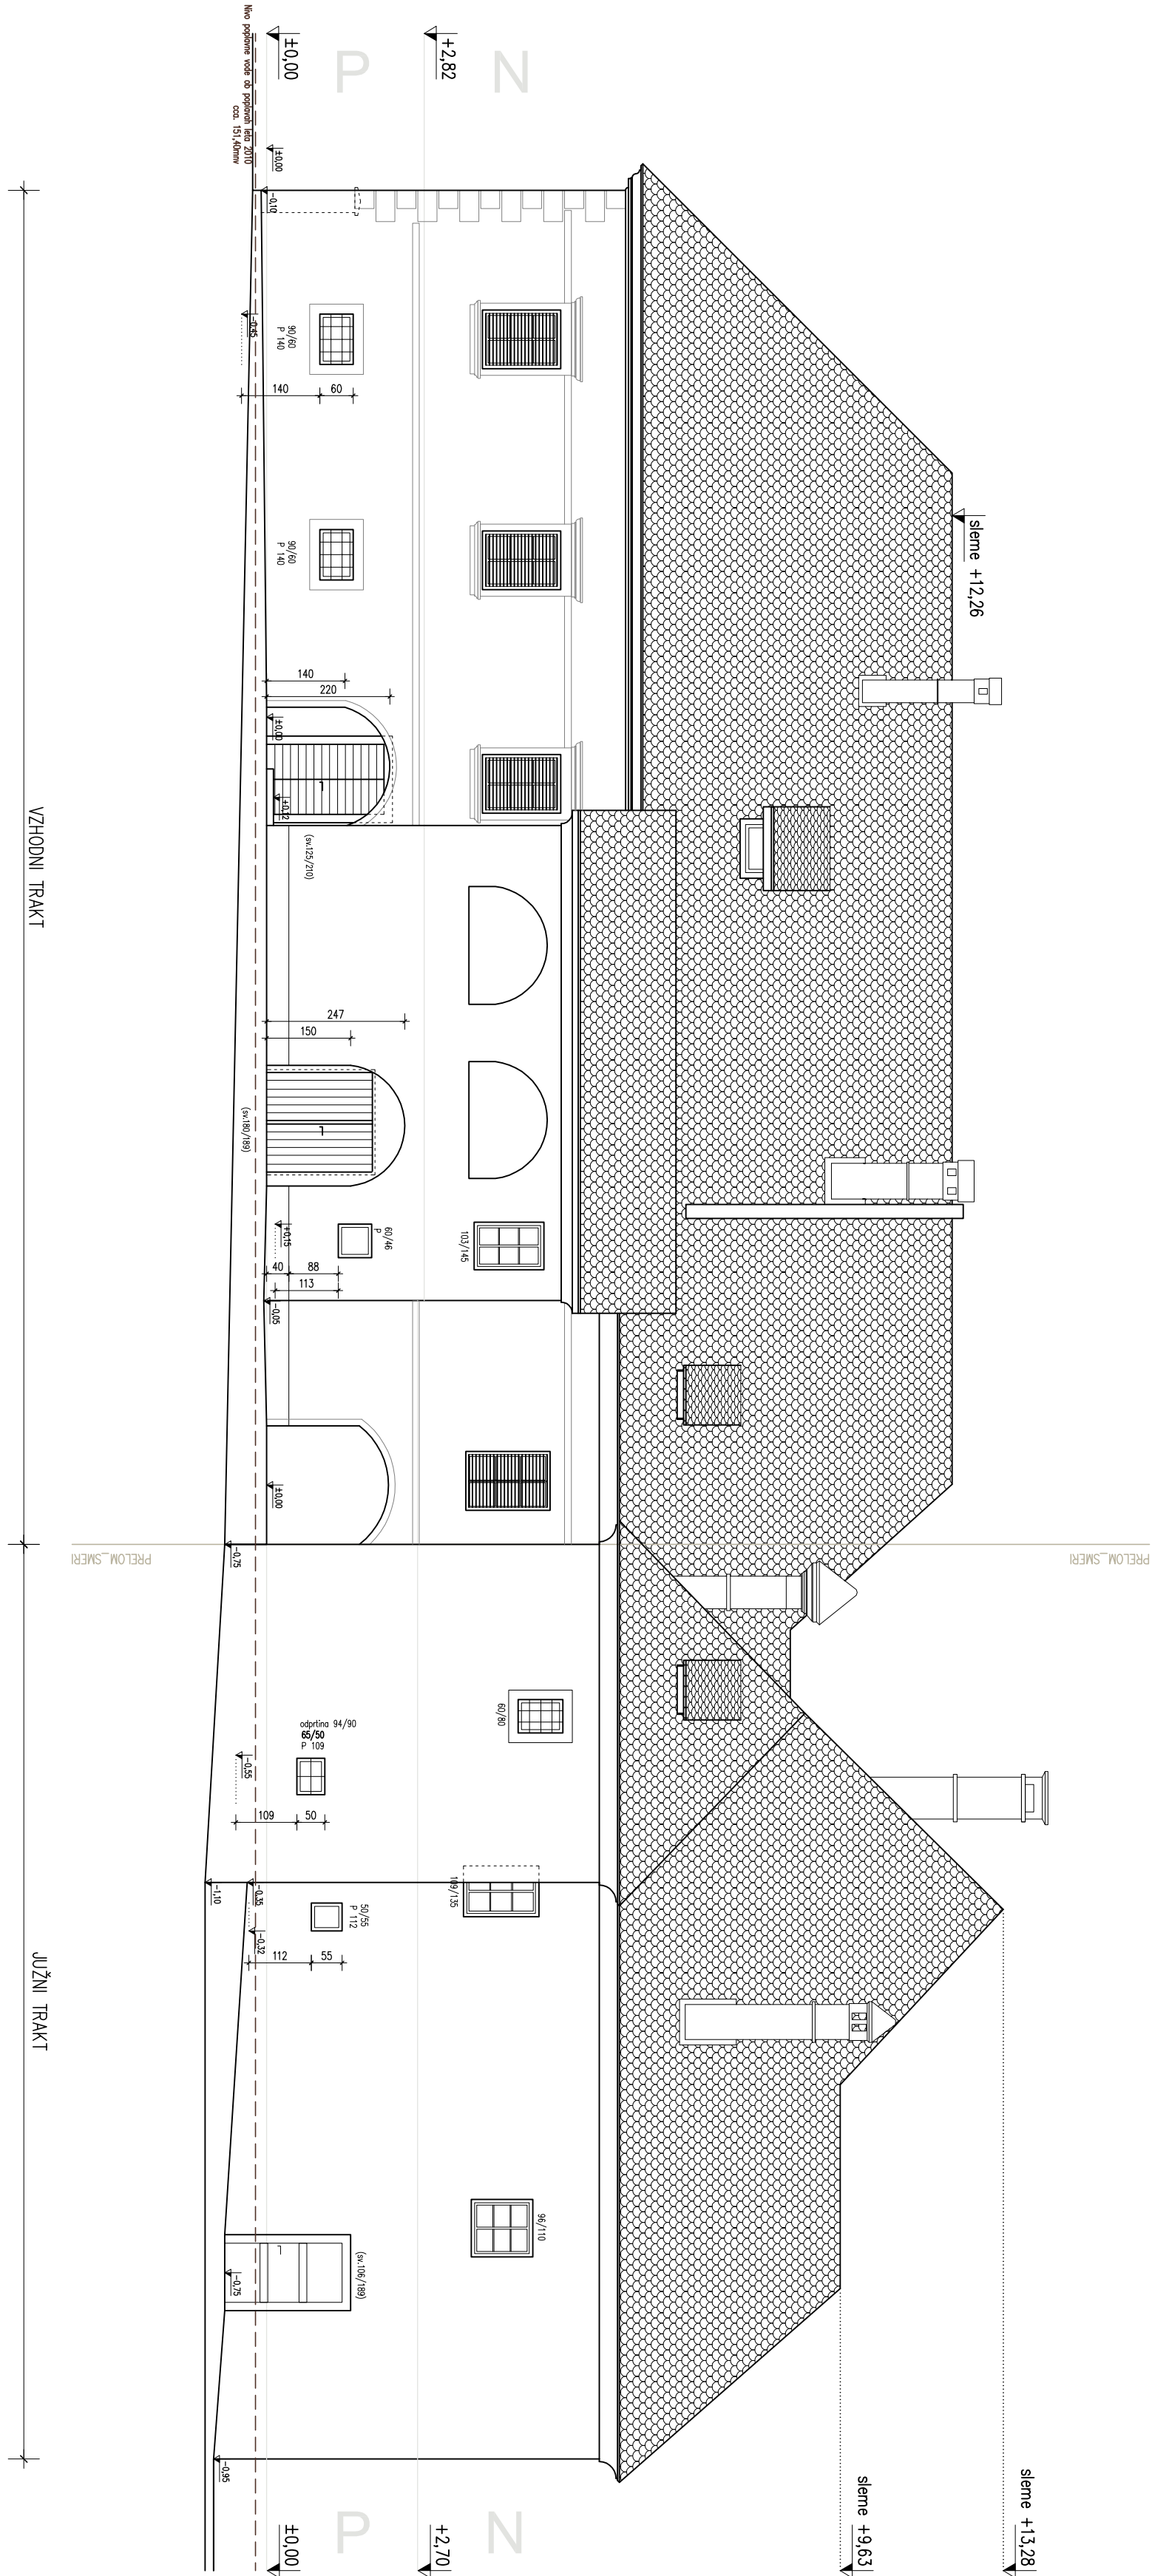 Nivo poplavne vode ob poplavah leta 2010
cca. 151,40mnv
±0,00
P
+2,82
N
±0,00
-0,10
-0,45
90/60
P 140
140
60
90/60
P 140
sleme +12,26
140
220
±0,00
+0,12
(sv.125/210)
VZHODNI TRAKT
247
150
(sv.180/189)
60/46
P
103/145
+0,15
40
88
113
-0,05
±0,00
PRELOM_SMERI
PRELOM_SMERI
-0,75
60/80
odprtina 94/90
65/50
P 109
-0,55
109
50
-1,10
-0,35
-0,32
50/55
P 112
109/135
112
55
JUŽNI TRAKT
96/110
(sv.106/189)
-0,75
-0,95
±0,00
P
+2,70
N
sleme +9,63
sleme +13,28